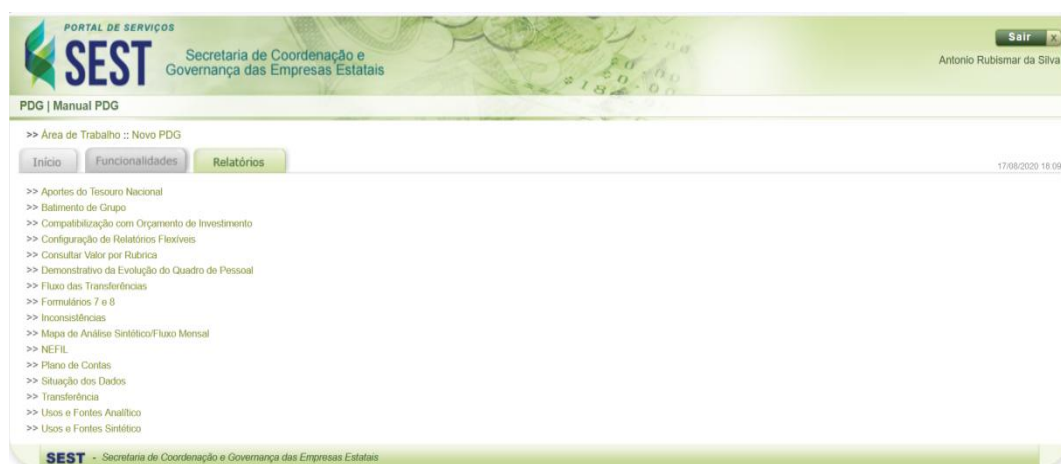 PORTAL DE SERVIÇOS
SEST
Secretaria de Coordenação e
Governança das Empresas Estatais
Sair x
Antonio Rubismar da Silva
PDG | Manual PDG
>> Área de Trabalho :: Novo PDG
Início Funcionalidades Relatórios
17/08/2020 18:09
>> Aportes do Tesouro Nacional
>> Batimento de Grupo
>> Compatibilização com Orçamento de Investimento
>> Configuração de Relatórios Flexíveis
>> Consultar Valor por Rubrica
>> Demonstrativo da Evolução do Quadro de Pessoal
>> Fluxo das Transferências
>> Formulários 7 e 8
>> Inconsistências
>> Mapa de Análise Sintético/Fluxo Mensal
>> NEFIL
>> Plano de Contas
>> Situação dos Dados
>> Transferência
>> Usos e Fontes Analítico
>> Usos e Fontes Sintético
SEST - Secretaria de Coordenação e Governança das Empresas Estatais